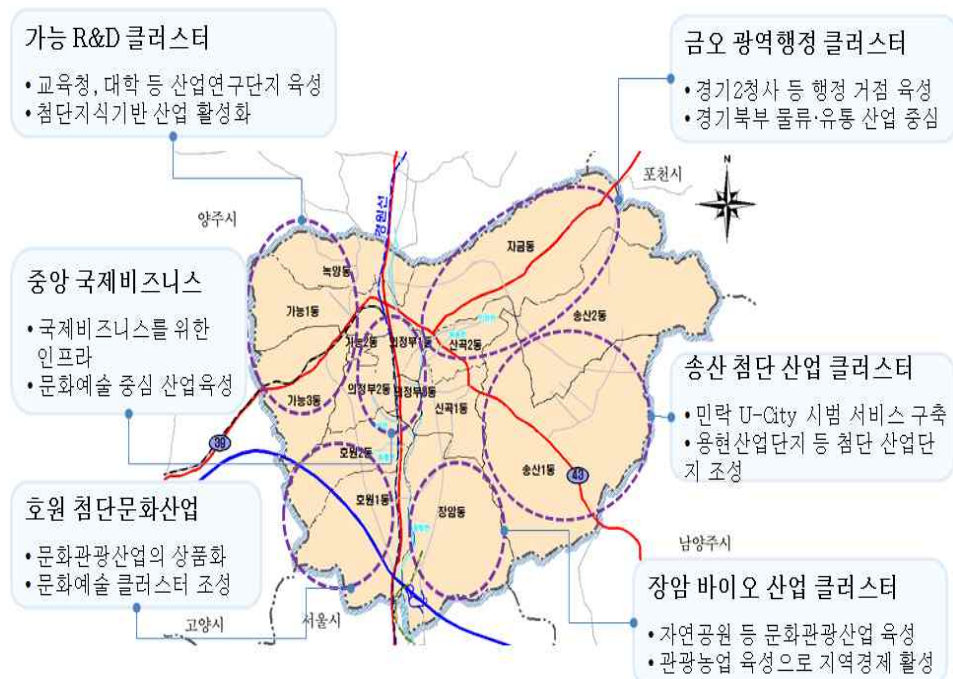 가능 R&D 클러스터
• 교육청, 대학 등 산업연구단지 육성
• 첨단지식기반 산업 활성화
금오 광역행정 클러스터
• 경기2청사 등 행정 거점 육성
• 경기북부 물류·유통 산업 중심
중앙 국제비즈니스
• 국제비즈니스를 위한
인프라
• 문화예술 중심 산업육성
송산 첨단 산업 클러스터
• 민락 U-City 시범 서비스 구축
• 용현산업단지 등 첨단 산업단
지 조성
호원 첨단문화산업
• 문화관광산업의 상품화
• 문화예술 클러스터 조성
장암 바이오 산업 클러스터
• 자연공원 등 문화관광산업 육성
• 관광농업 육성으로 지역경제 활성
N
포천시
양주시
경원선
자금동
녹양동
가능1동
송산2동
가능2동
의정부1동
산곡2동
의정부2동
의정부3동
가능3동
신곡1동
39
호원2동
송산1동
43
호원1동
장암동
남양주시
고양시
서울시